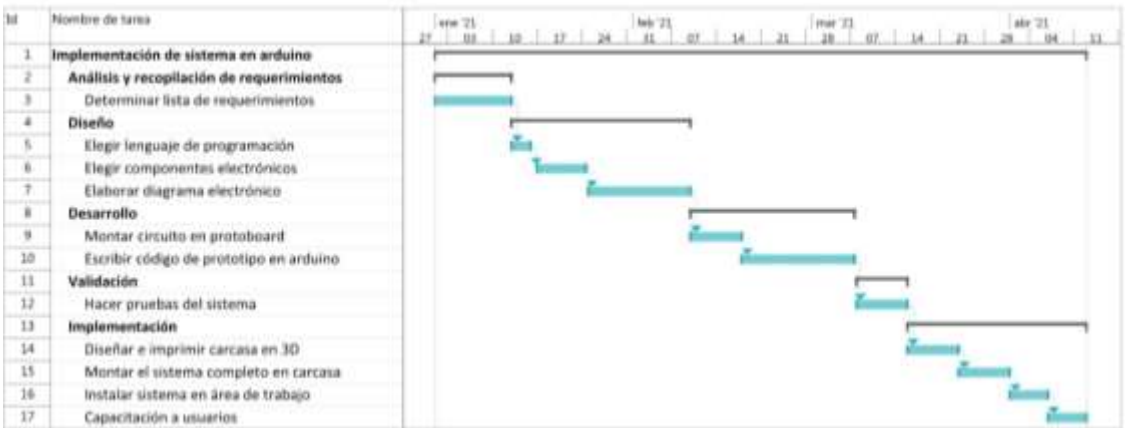 Id Nombre de tarea ene '21 feb '21 mar '21 abr '21
27 03 10 17 24 31 07 14 21 28 07 14 21 28 04 11
1 Implementación de sistema en arduino
2 Análisis y recopilación de requerimientos
3 Determinar lista de requerimientos
4 Diseño
5 Elegir lenguaje de programación
6 Elegir componentes electrónicos
7 Elaborar diagrama electrónico
8 Desarrollo
9 Montar circuito en protoboard
10 Escribir código de prototipo en arduino
11 Validación
12 Hacer pruebas del sistema
13 Implementación
14 Diseñar e imprimir carcasa en 3D
15 Montar el sistema completo en carcasa
16 Instalar sistema en área de trabajo
17 Capacitación a usuarios